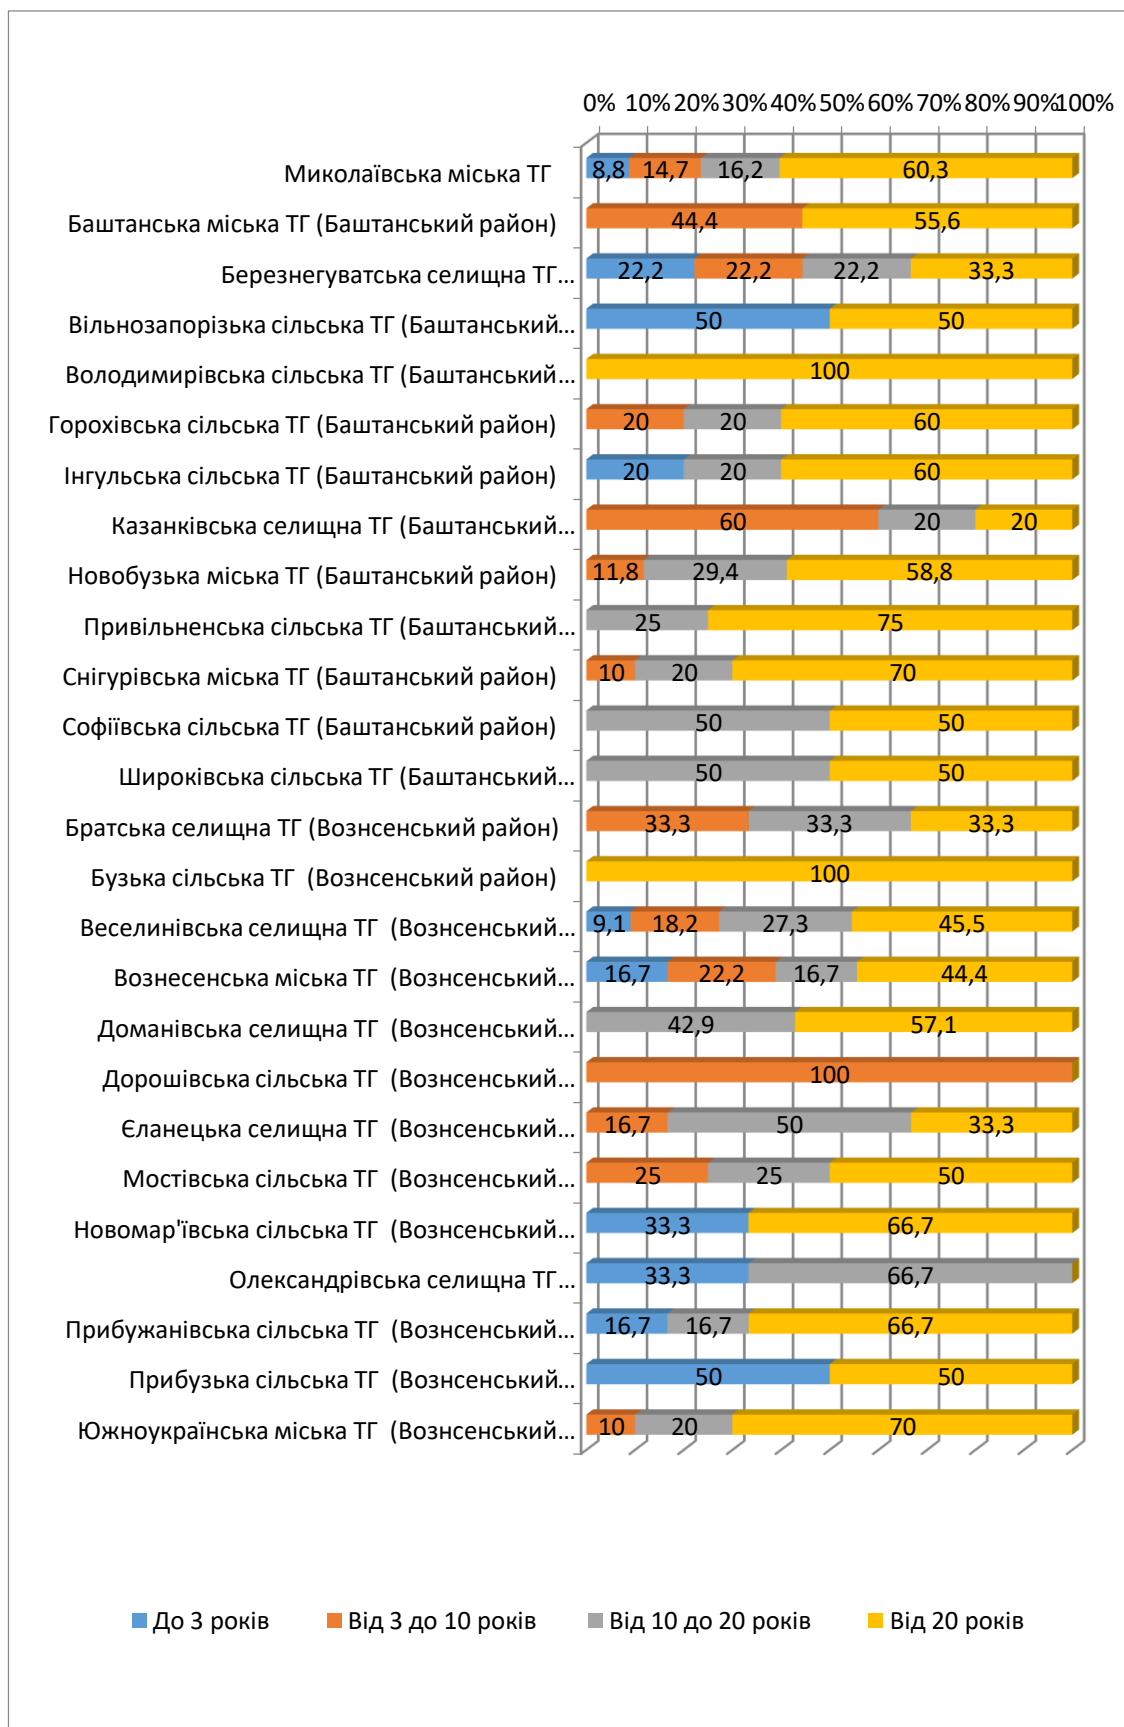 0% 10% 20% 30% 40% 50% 60% 70% 80% 90% 100%
Миколаївська міська ТГ 8,8 14,7 16,2 60,3
Баштанська міська ТГ (Баштанський район) 44,4 55,6
Березнегуватська селищна ТГ... 22,2 22,2 22,2 33,3
Вільнозапорізька сільська ТГ (Баштанський... 50 50
Володимирівська сільська ТГ (Баштанський... 100
Горохівська сільська ТГ (Баштанський район) 20 20 60
Інгульська сільська ТГ (Баштанський район) 20 20 60
Казанківська селищна ТГ (Баштанський... 60 20 20
Новобузька міська ТГ (Баштанський район) 11,8 29,4 58,8
Привільненська сільська ТГ (Баштанський... 25 75
Снігурівська міська ТГ (Баштанський район) 10 20 70
Софіївська сільська ТГ (Баштанський район) 50 50
Широківська сільська ТГ (Баштанський... 50 50
Братська селищна ТГ (Вознсенський район) 33,3 33,3 33,3
Бузька сільська ТГ (Вознсенський район) 100
Веселинівська селищна ТГ (Вознсенський... 9,1 18,2 27,3 45,5
Вознесенська міська ТГ (Вознсенський... 16,7 22,2 16,7 44,4
Доманівська селищна ТГ (Вознсенський... 42,9 57,1
Дорошівська сільська ТГ (Вознсенський... 100
Єланецька селищна ТГ (Вознсенський... 16,7 50 33,3
Мостівська сільська ТГ (Вознсенський... 25 25 50
Новомар'ївська сільська ТГ (Вознсенський... 33,3 66,7
Олександрівська селищна ТГ... 33,3 66,7
Прибужанівська сільська ТГ (Вознсенський... 16,7 16,7 66,7
Прибузька сільська ТГ (Вознсенський... 50 50
Южноукраїнська міська ТГ (Вознсенський... 10 20 70
До 3 років Від 3 до 10 років Від 10 до 20 років Від 20 років